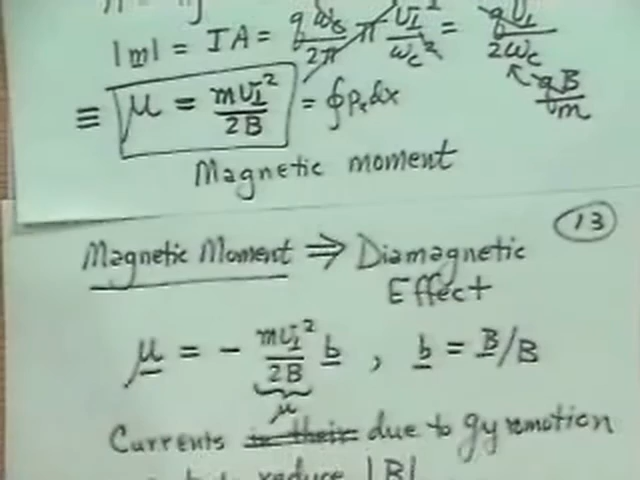 |m| = IA = qω_c/2π π v⊥²/ω_c² = qv⊥²/2ω_c
qB/m
≡ μ = mv⊥²/2B = ∮p dx
Magnetic moment
13
Magnetic Moment ⇒ Diamagnetic
Effect
μ = - mv⊥²/2B b , b = B/B
μ
Currents in their due to gyromotion
reduce |B|